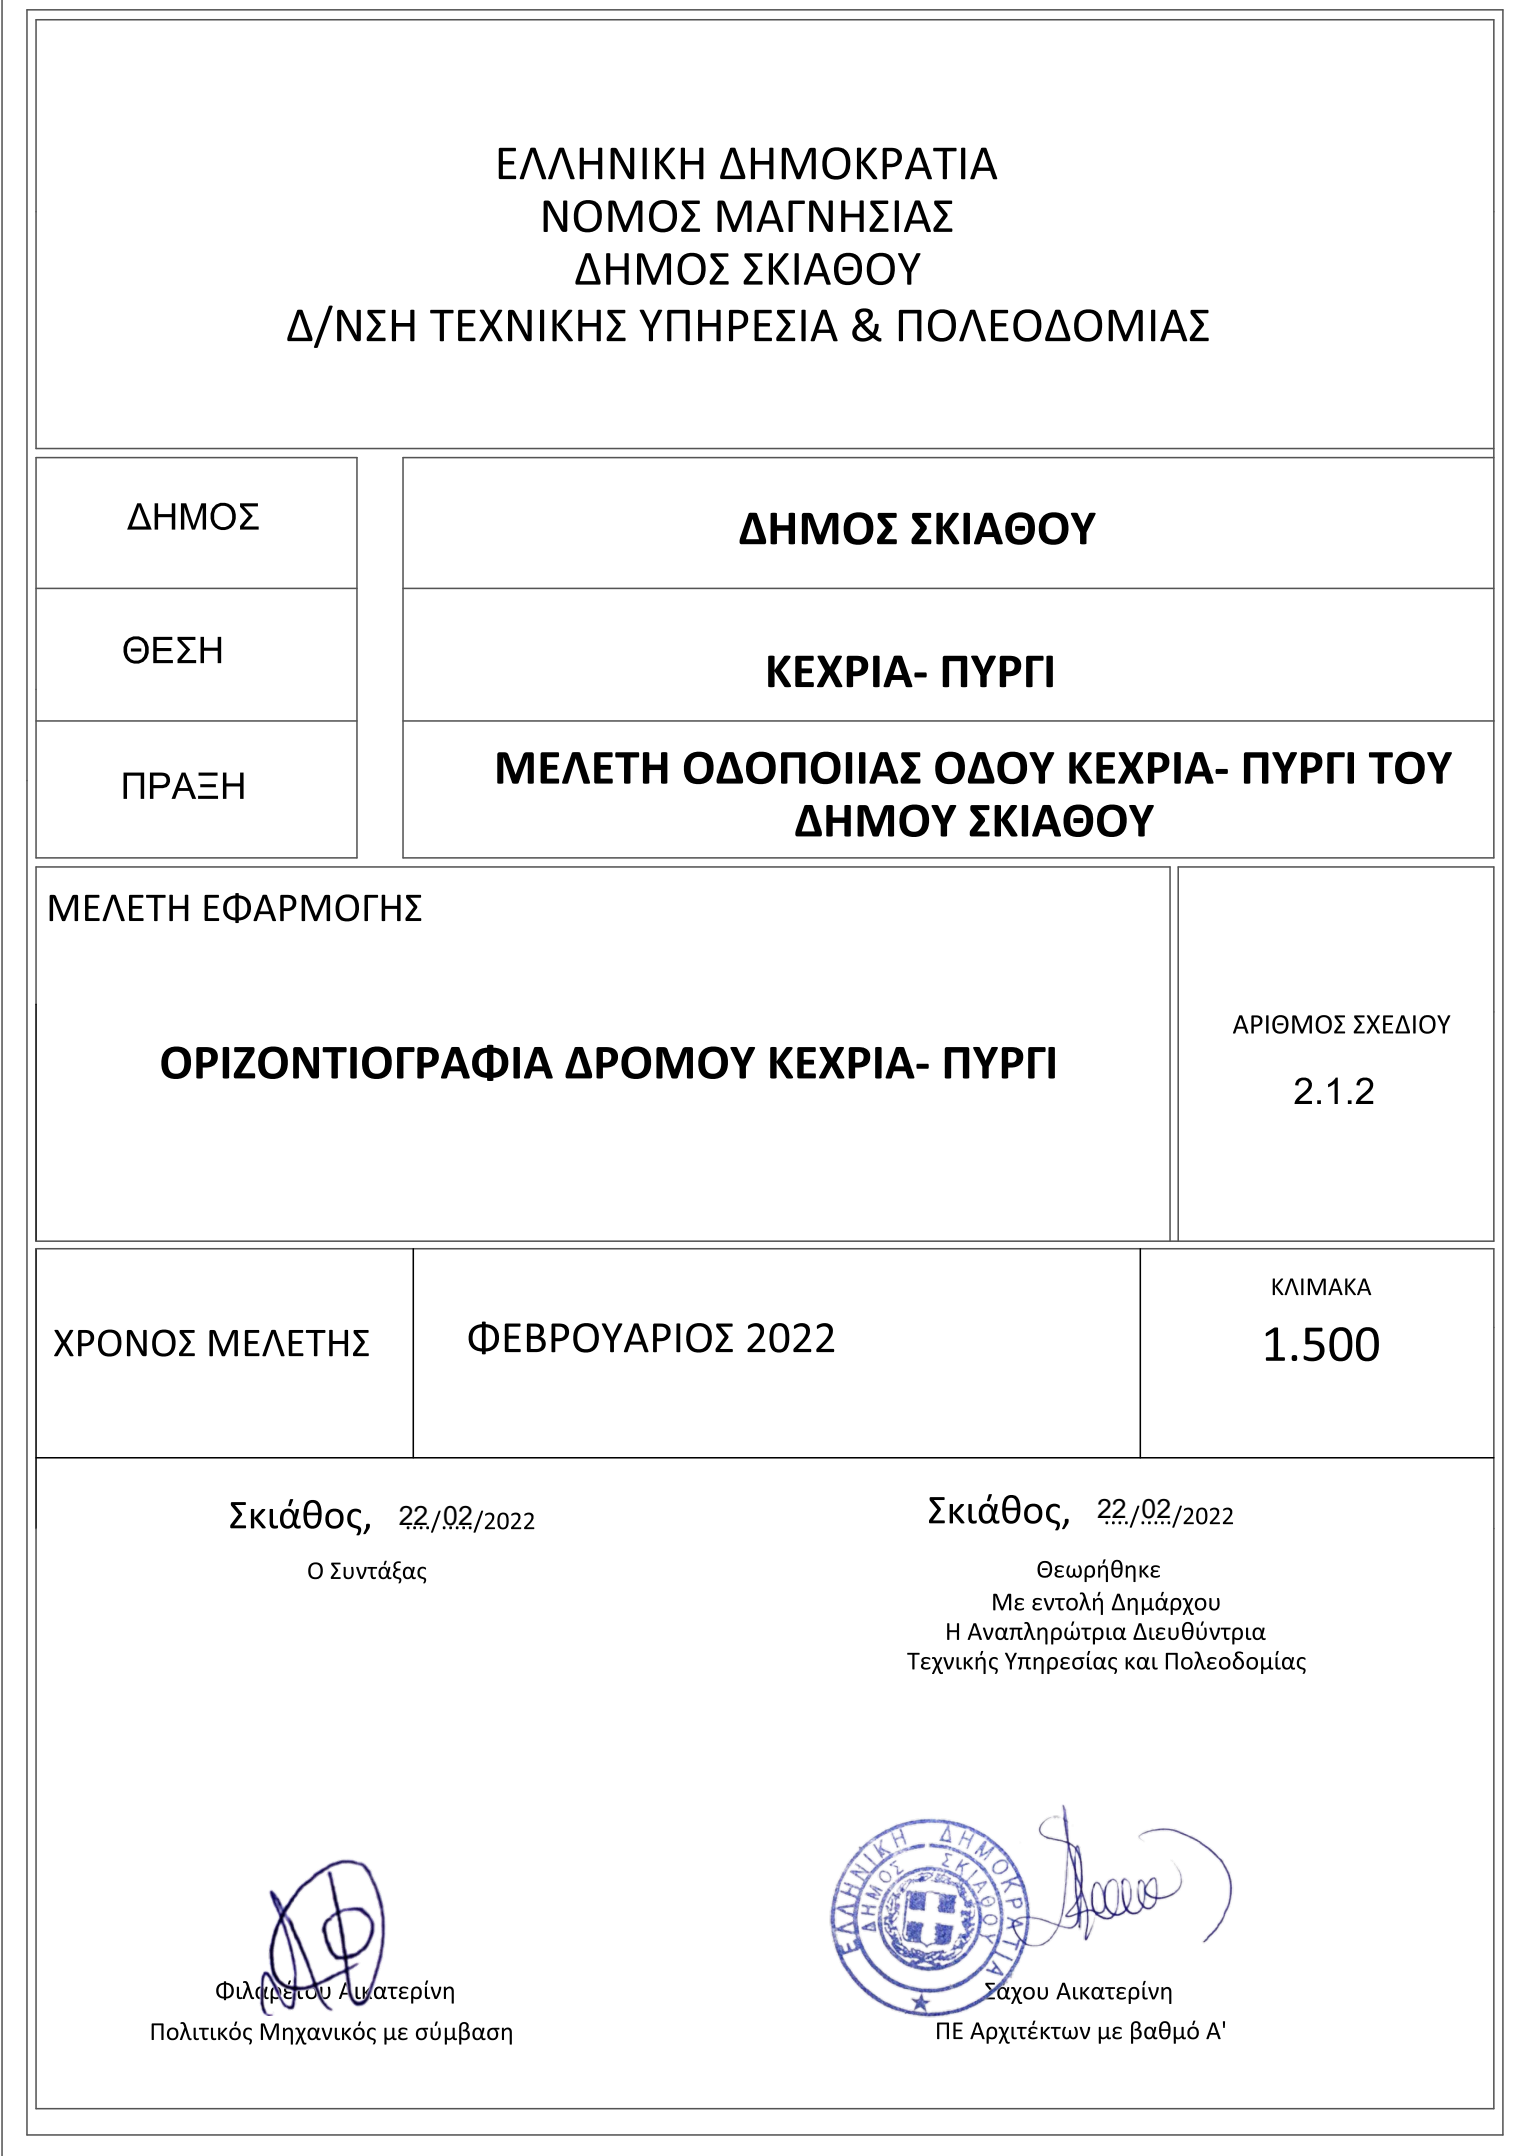 ΕΛΛΗΝΙΚΗ ΔΗΜΟΚΡΑΤΙΑ
ΝΟΜΟΣ ΜΑΓΝΗΣΙΑΣ
ΔΗΜΟΣ ΣΚΙΑΘΟΥ
Δ/ΝΣΗ ΤΕΧΝΙΚΗΣ ΥΠΗΡΕΣΙΑ & ΠΟΛΕΟΔΟΜΙΑΣ
ΔΗΜΟΣ
ΔΗΜΟΣ ΣΚΙΑΘΟΥ
ΘΕΣΗ
ΚΕΧΡΙΑ- ΠΥΡΓΙ
ΠΡΑΞΗ
ΜΕΛΕΤΗ ΟΔΟΠΟΙΙΑΣ ΟΔΟΥ ΚΕΧΡΙΑ- ΠΥΡΓΙ ΤΟΥ
ΔΗΜΟΥ ΣΚΙΑΘΟΥ
ΜΕΛΕΤΗ ΕΦΑΡΜΟΓΗΣ
ΟΡΙΖΟΝΤΙΟΓΡΑΦΙΑ ΔΡΟΜΟΥ ΚΕΧΡΙΑ- ΠΥΡΓΙ
ΑΡΙΘΜΟΣ ΣΧΕΔΙΟΥ
2.1.2
ΧΡΟΝΟΣ ΜΕΛΕΤΗΣ
ΦΕΒΡΟΥΑΡΙΟΣ 2022
ΚΛΙΜΑΚΑ
1.500
Σκιάθος, 22/02/2022
Ο Συντάξας
Σκιάθος, 22/02/2022
Θεωρήθηκε
Με εντολή Δημάρχου
Η Αναπληρώτρια Διευθύντρια
Τεχνικής Υπηρεσίας και Πολεοδομίας
ΕΛΛΗΝΙΚΗ ΔΗΜΟΚΡΑΤΙΑ
ΔΗΜΟΣ ΣΚΙΑΘΟΥ
Φιλαρέτου Αικατερίνη
Πολιτικός Μηχανικός με σύμβαση
Σαχου Αικατερίνη
ΠΕ Αρχιτέκτων με βαθμό Α'